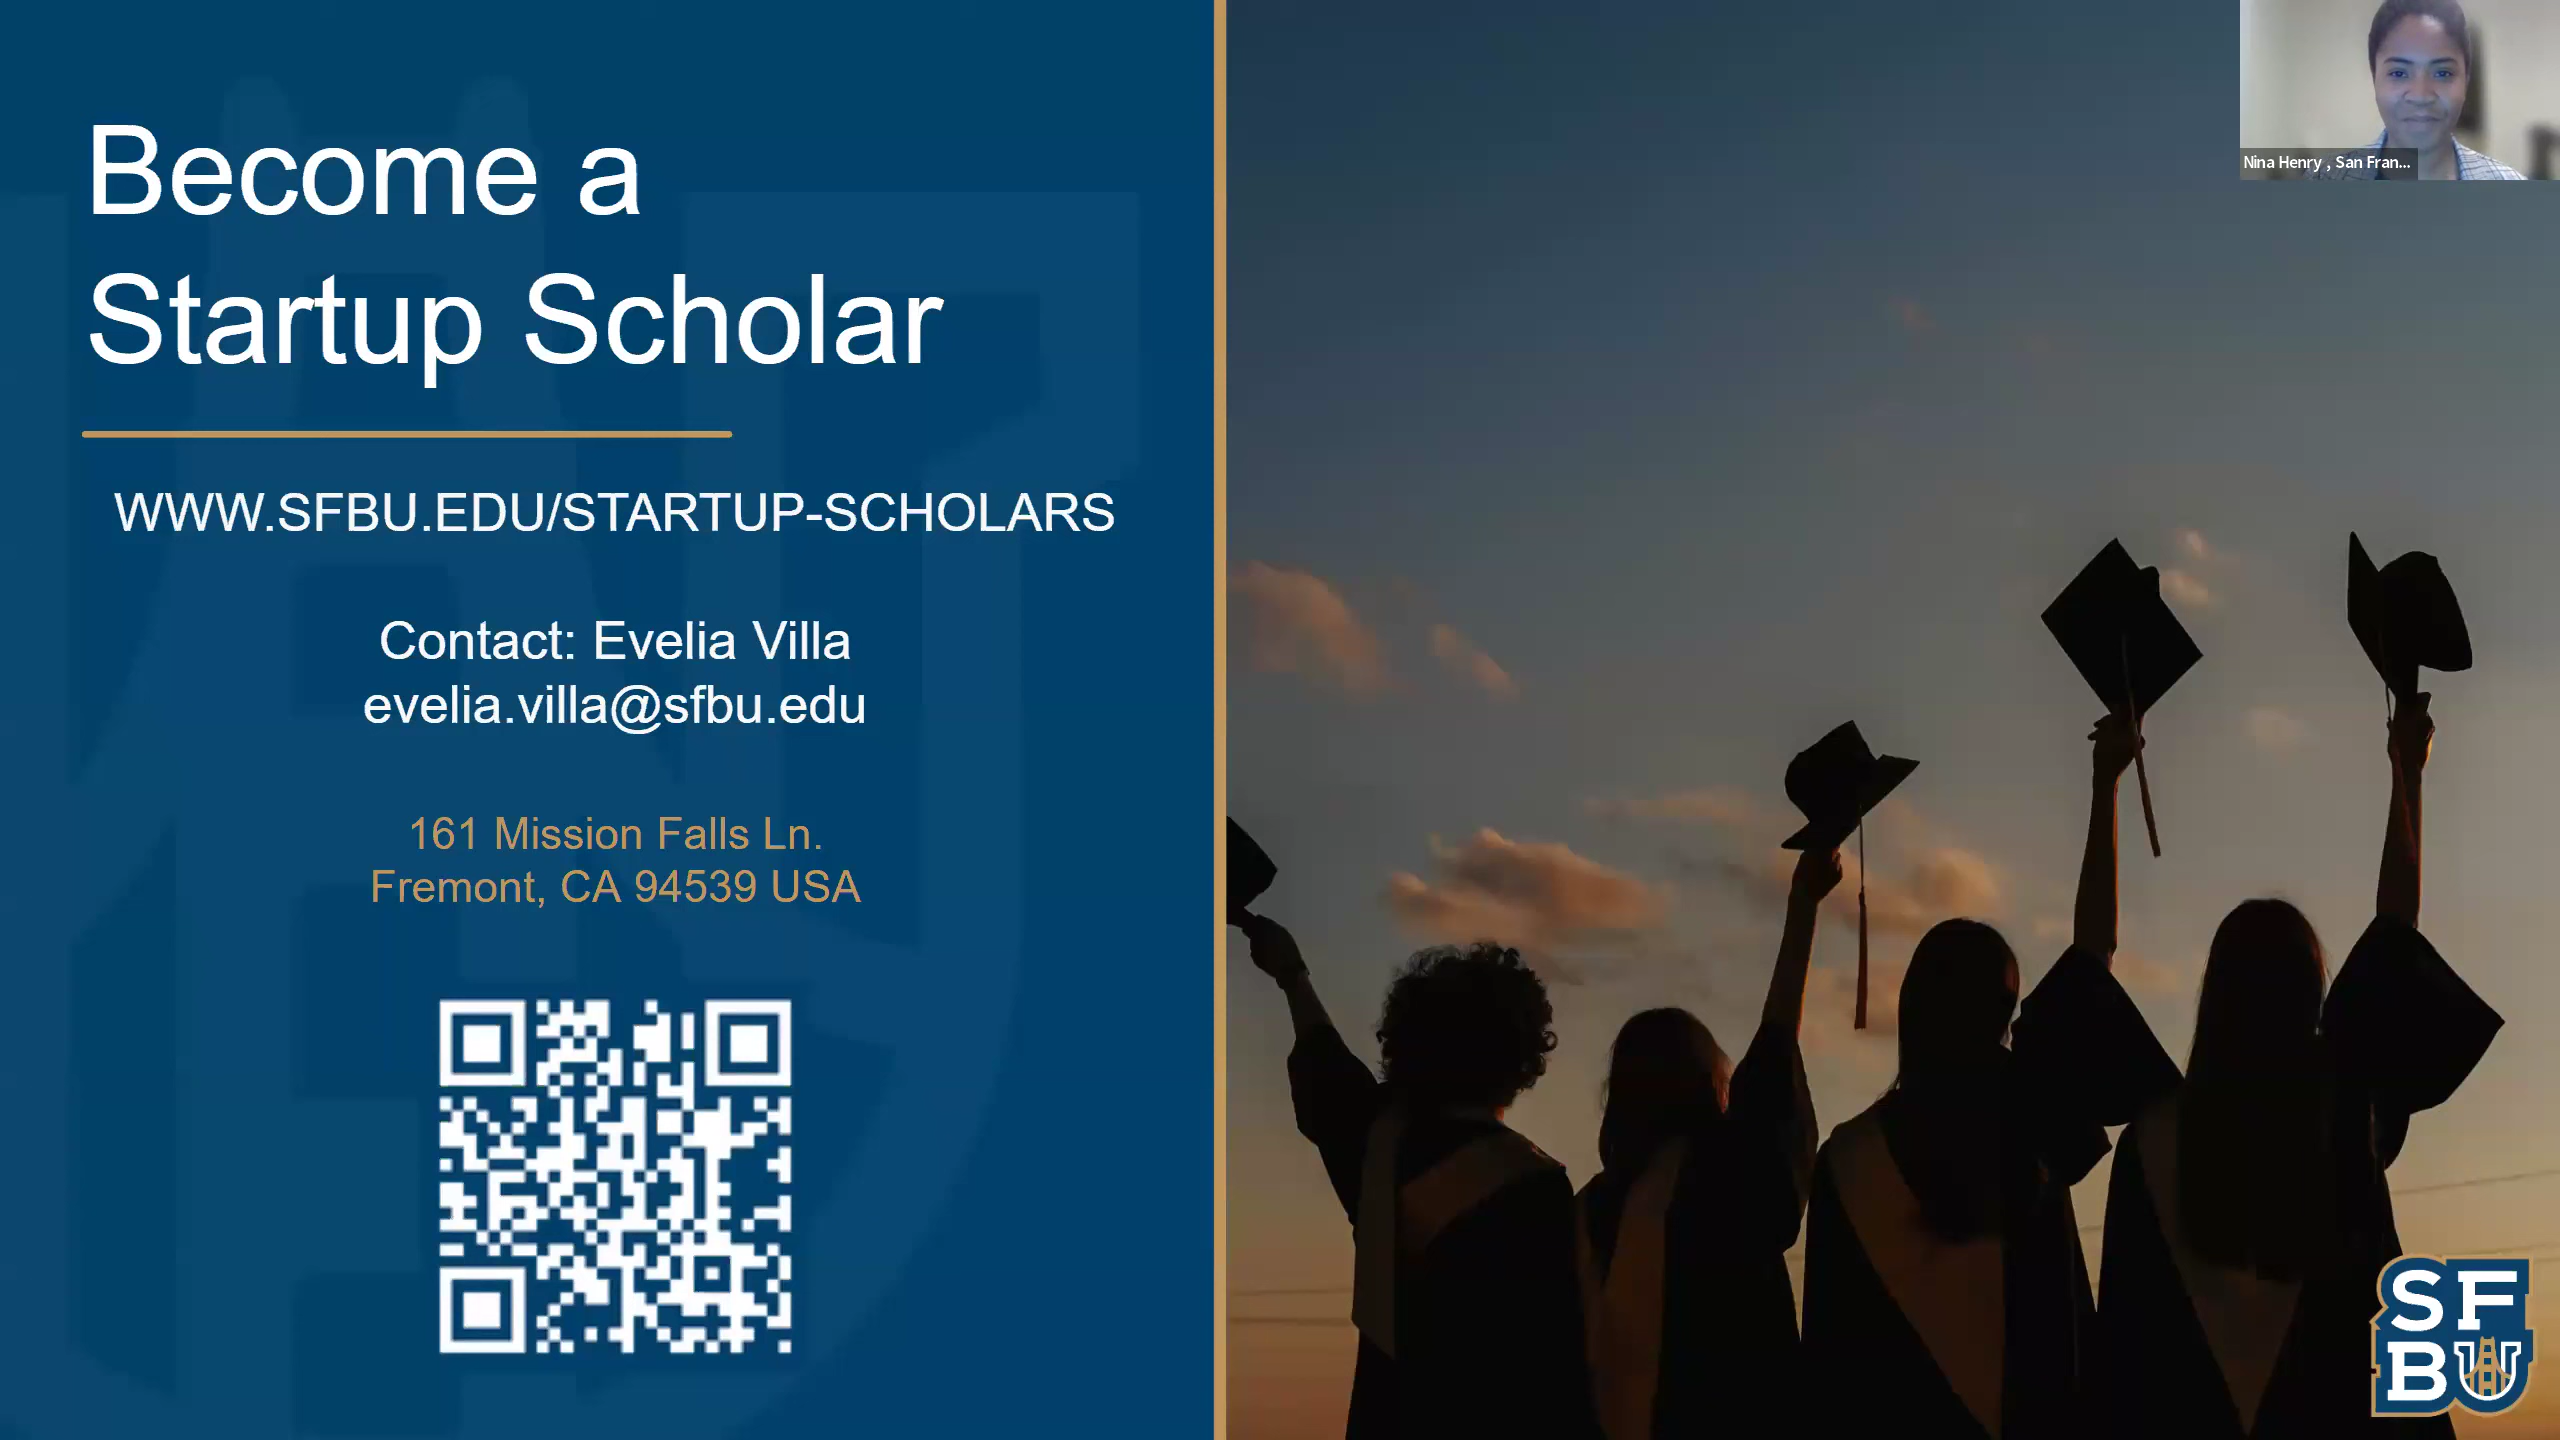 Become a
Startup Scholar
WWW.SFBU.EDU/STARTUP-SCHOLARS
Contact: Evelia Villa
evelia.villa@sfbu.edu
161 Mission Falls Ln.
Fremont, CA 94539 USA
Nina Henry , San Fran...
SF
BU